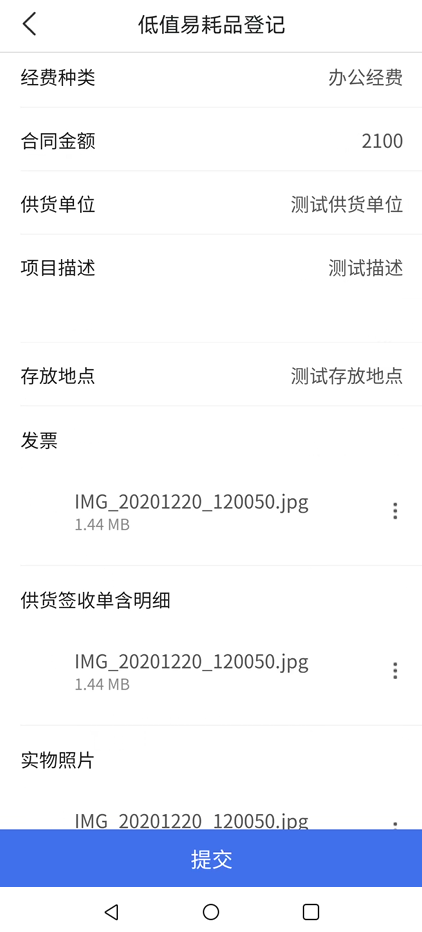 低值易耗品登记
经费种类 办公经费
合同金额 2100
供货单位 测试供货单位
项目描述 测试描述
存放地点 测试存放地点
发票
IMG_20201220_120050.jpg
1.44 MB
供货签收单含明细
IMG_20201220_120050.jpg
1.44 MB
实物照片
IMG_20201220_120050.jpg
提交